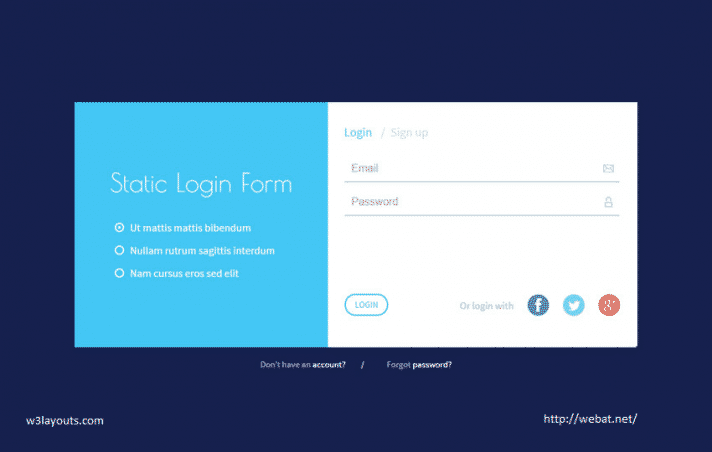 Login / Sign up
Static Login Form
Email
Password
Ut mattis mattis bibendum
Nullam rutrum sagittis interdum
Nam cursus eros sed elit
LOGIN
Or login with
f
g+
Don't have an account? / Forgot password?
w3layouts.com
http://webat.net/